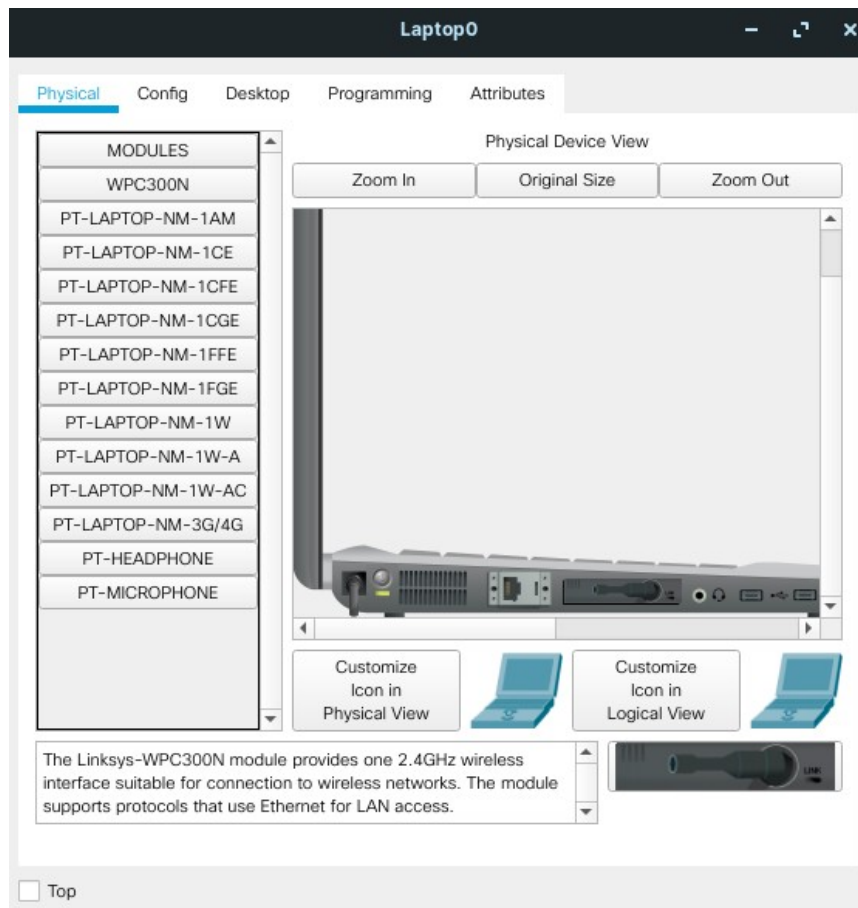 Laptop0
Physical
Config
Desktop
Programming
Attributes
MODULES
WPC300N
PT-LAPTOP-NM-1AM
PT-LAPTOP-NM-1CE
PT-LAPTOP-NM-1CFE
PT-LAPTOP-NM-1CGE
PT-LAPTOP-NM-1FFE
PT-LAPTOP-NM-1FGE
PT-LAPTOP-NM-1W
PT-LAPTOP-NM-1W-A
PT-LAPTOP-NM-1W-AC
PT-LAPTOP-NM-3G/4G
PT-HEADPHONE
PT-MICROPHONE
Physical Device View
Zoom In
Original Size
Zoom Out
Customize
Icon in
Physical View
Customize
Icon in
Logical View
The Linksys-WPC300N module provides one 2.4GHz wireless
interface suitable for connection to wireless networks. The module
supports protocols that use Ethernet for LAN access.
LINK
Top